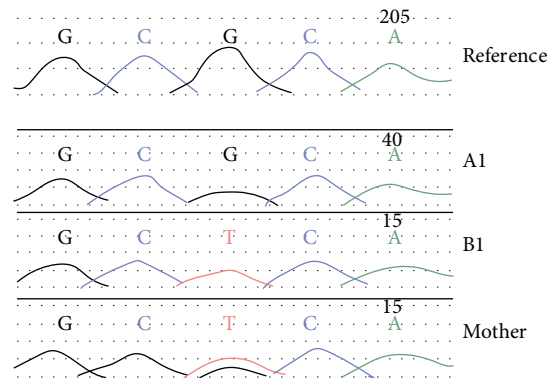 205
G C G C A
Reference
40
G C G C A
A1
15
G C T C A
B1
15
G C T C A
Mother